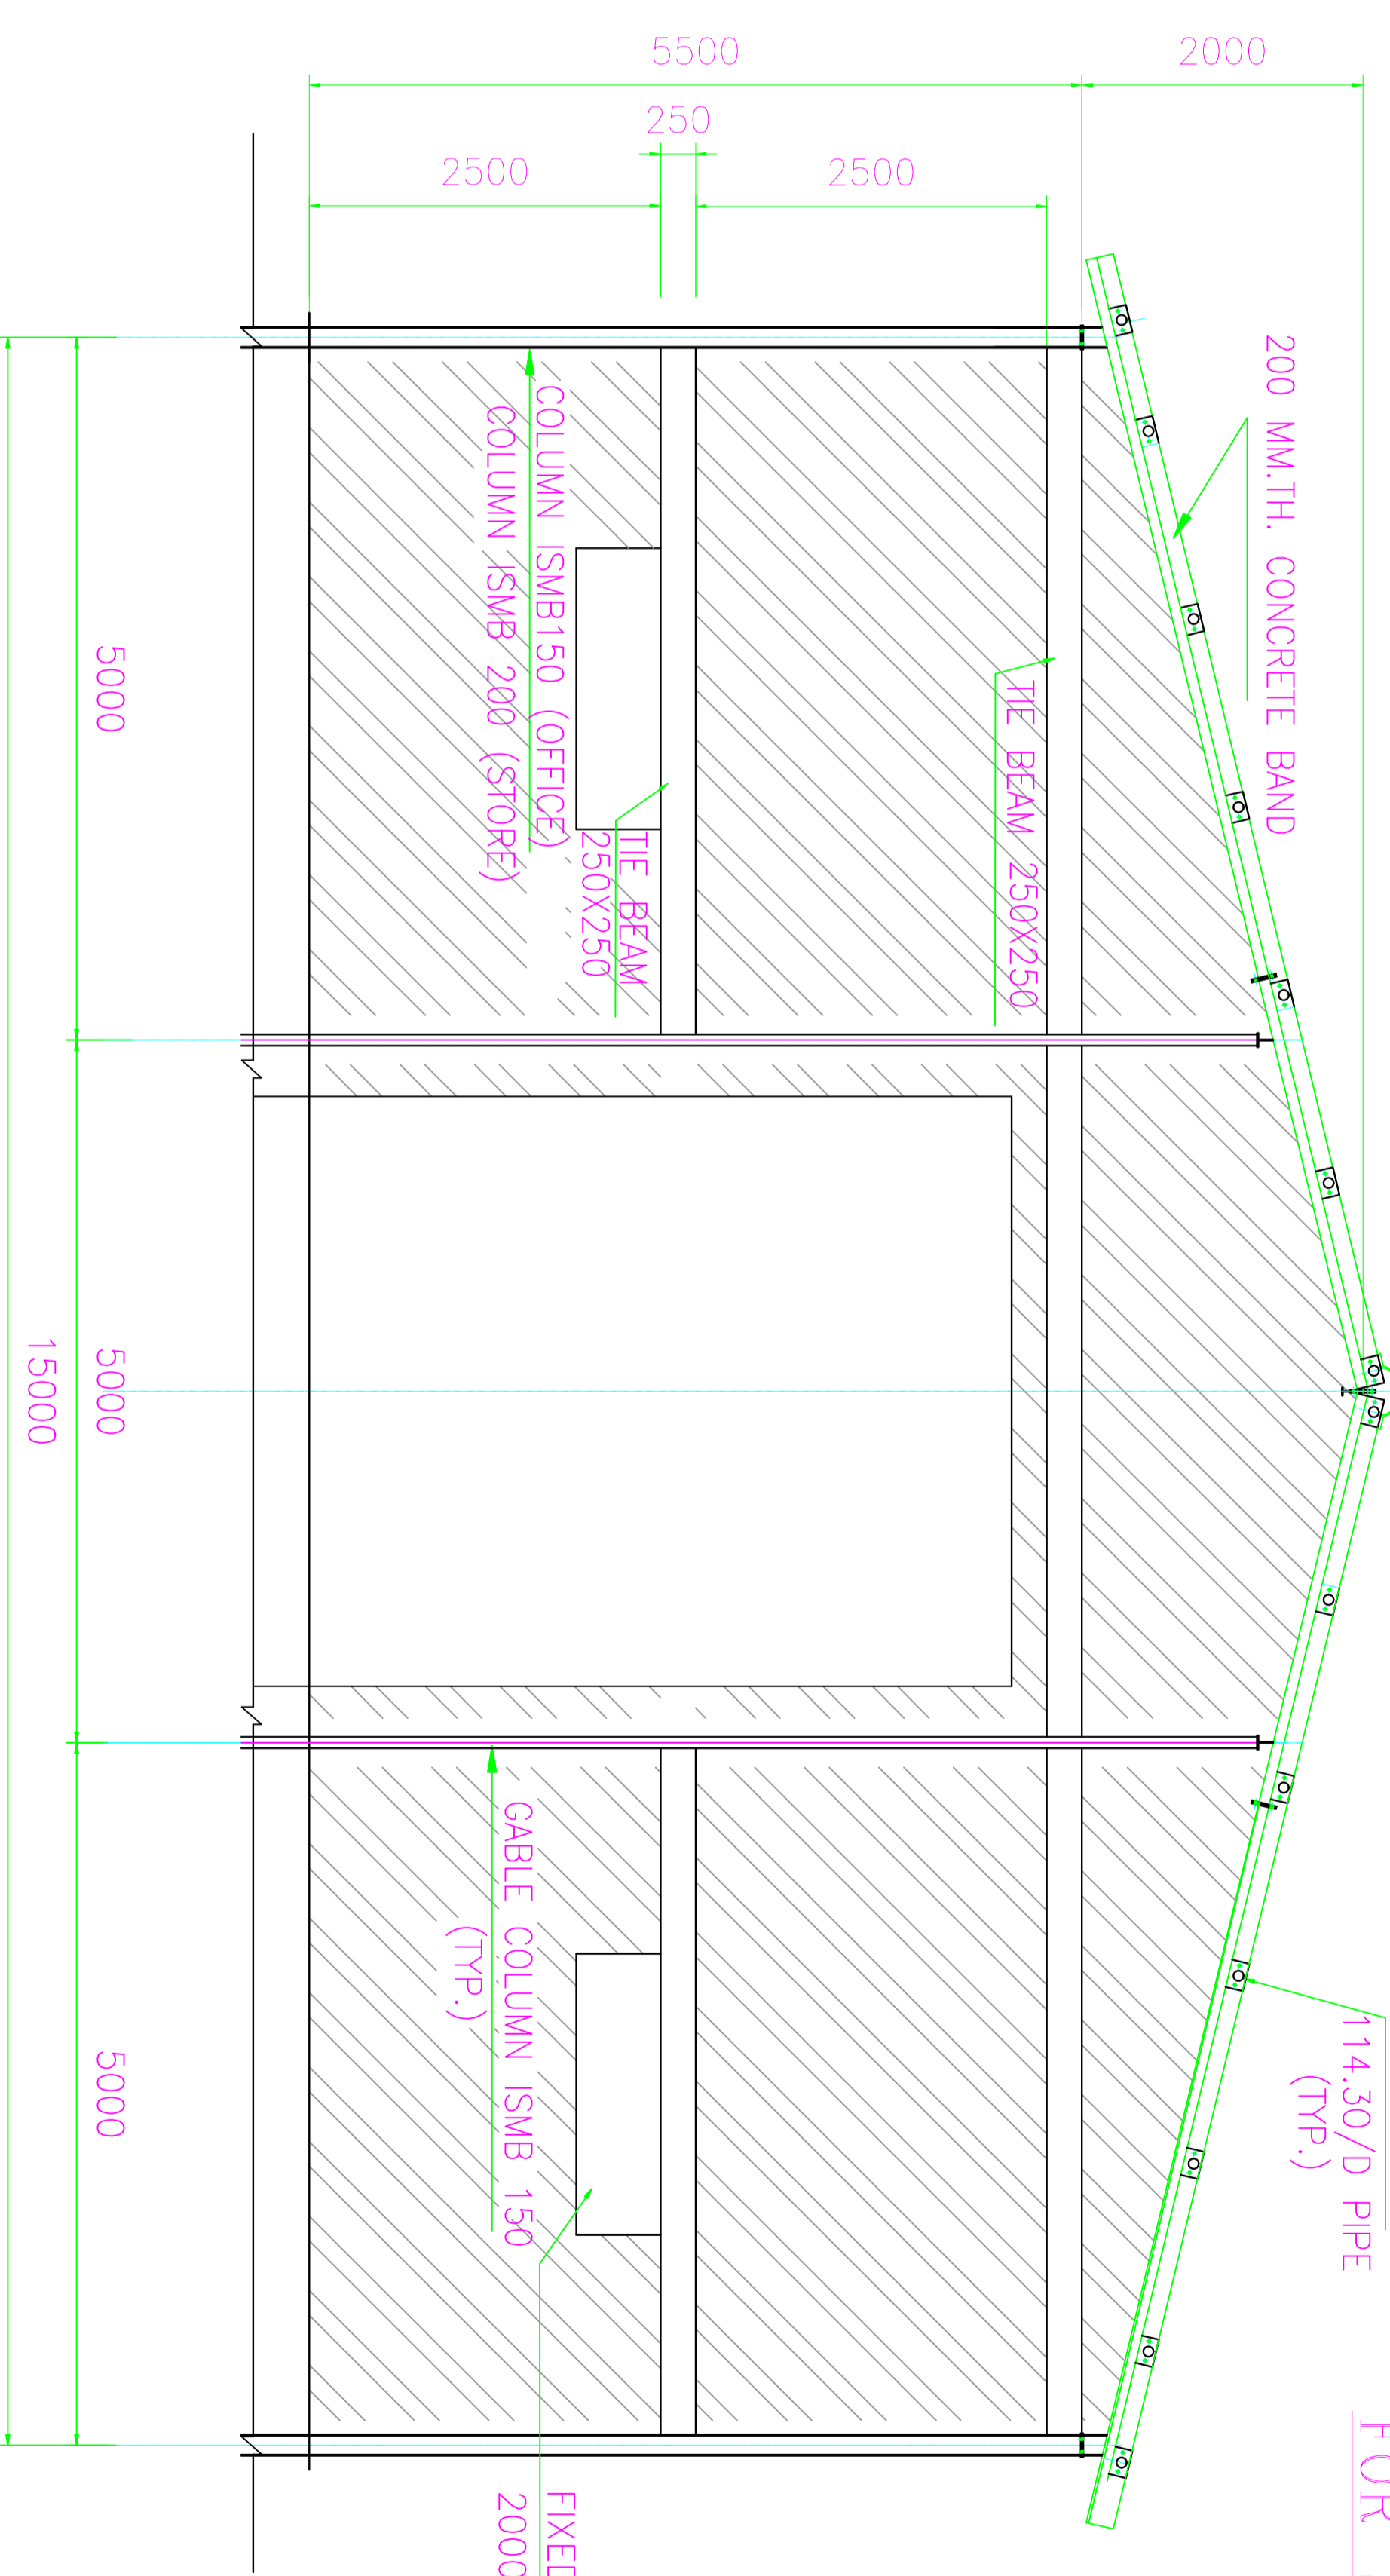 FOR
114.30/D PIPE
(TYP.)
200 MM.TH. CONCRETE BAND
2000
5500
TIE BEAM 250X250
2500
250
2500
TIE BEAM
250X250
COLUMN ISMB150 (OFFICE)
COLUMN ISMB 200 (STORE)
GABLE COLUMN ISMB 150
(TYP.)
FIXED
2000
5000
5000
5000
15000